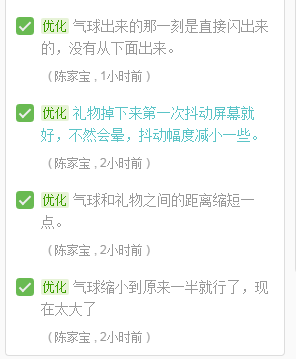 优化 气球出来的那一刻是直接闪出来
的，没有从下面出来。
（陈家宝，1小时前）
优化 礼物掉下来第一次抖动屏幕就
好，不然会晕，抖动幅度减小一些。
（陈家宝，2小时前）
优化 气球和礼物之间的距离缩短一
点。
（陈家宝，2小时前）
优化 气球缩小到原来一半就行了，现
在太大了
（陈家宝，2小时前）